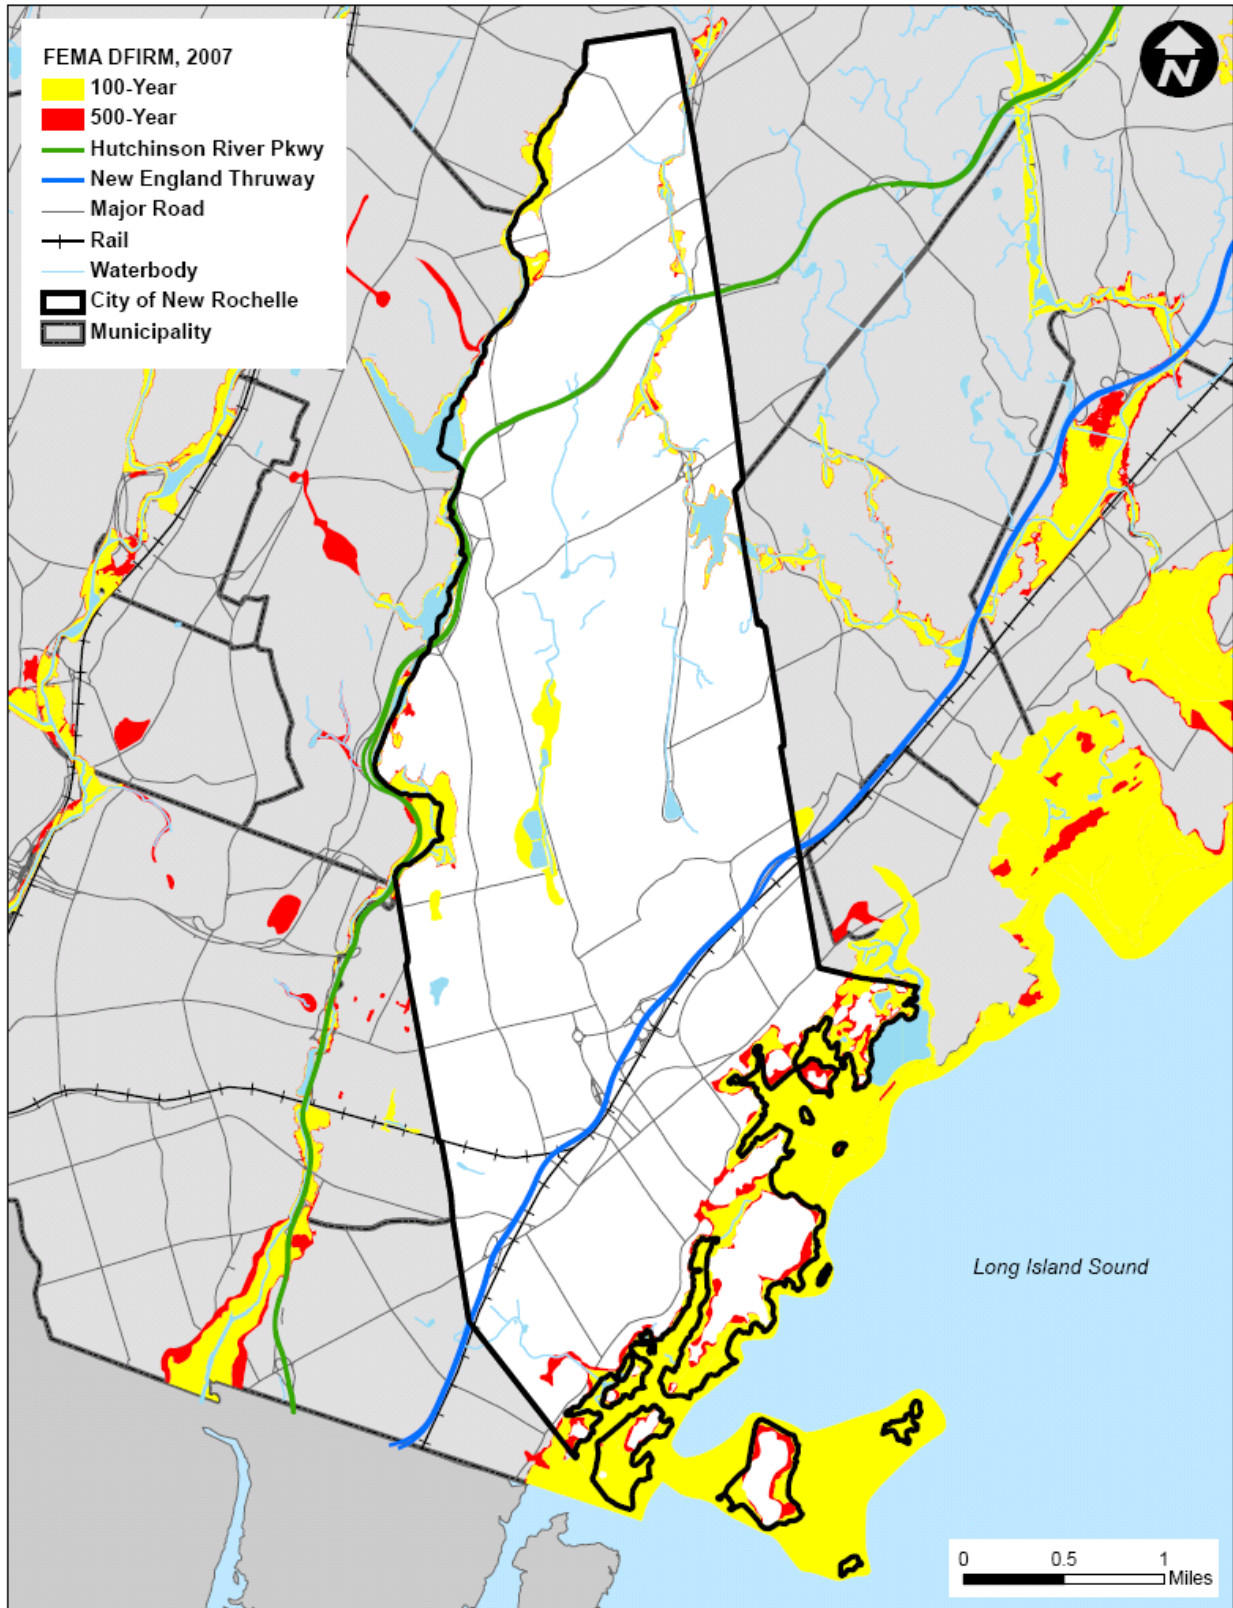 FEMA DFIRM, 2007
100-Year
500-Year
Hutchinson River Pkwy
New England Thruway
Major Road
Rail
Waterbody
City of New Rochelle
Municipality
N
Long Island Sound
0 0.5 1
Miles